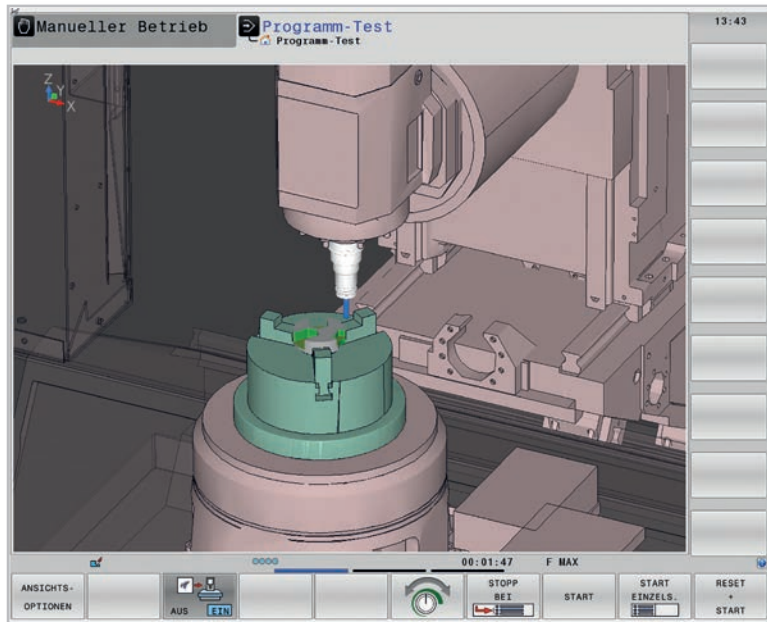 Manueller Betrieb
Programm-Test
Programm-Test
13:43
Z
Y
X
00:01:47 F MAX
ANSICHTS-
OPTIONEN
AUS EIN
STOPP
BEI
START
START
EINZELS.
RESET
+
START